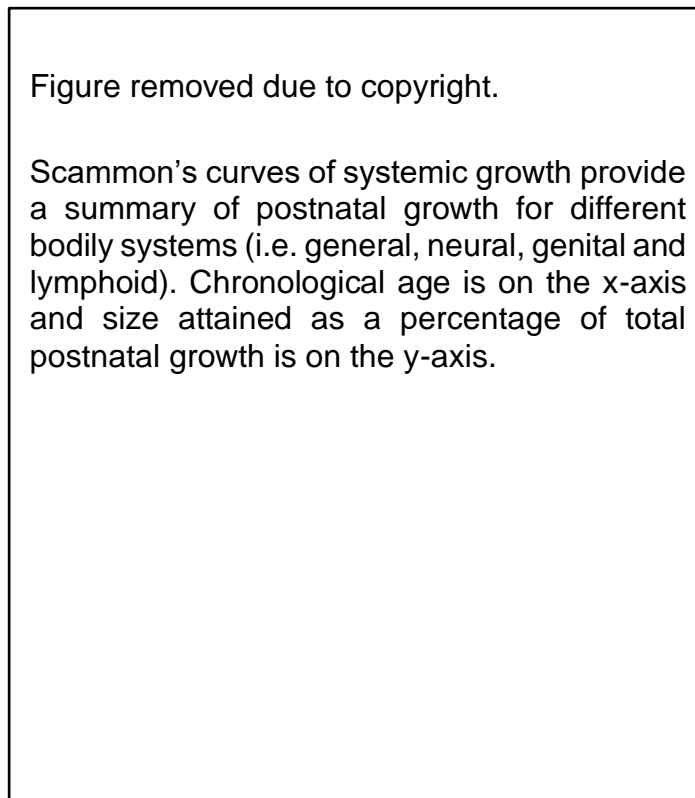 Figure removed due to copyright.
Scammon’s curves of systemic growth provide
a summary of postnatal growth for different
bodily systems (i.e. general, neural, genital and
lymphoid). Chronological age is on the x-axis
and size attained as a percentage of total
postnatal growth is on the y-axis.